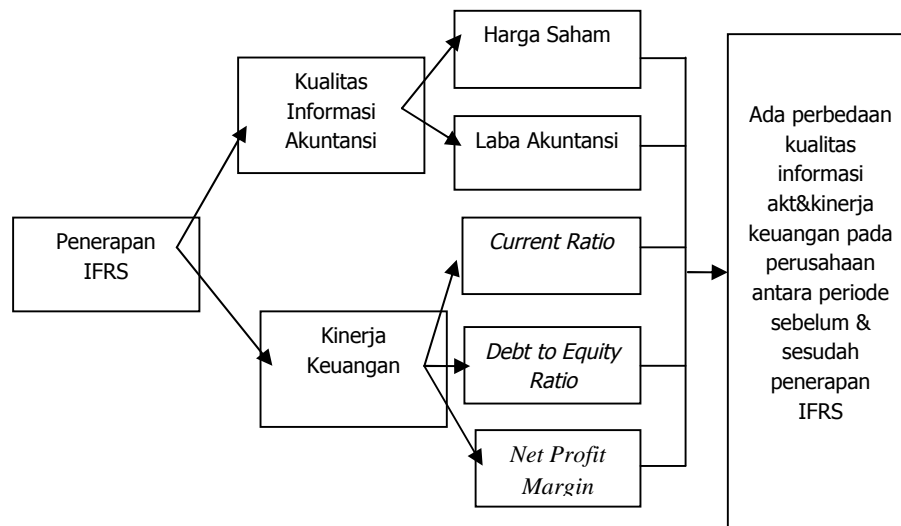 Penerapan
IFRS
Kualitas
Informasi
Akuntansi
Kinerja
Keuangan
Harga Saham
Laba Akuntansi
Current Ratio
Debt to Equity
Ratio
Net Profit
Margin
Ada perbedaan
kualitas
informasi
akt&kinerja
keuangan pada
perusahaan
antara periode
sebelum &
sesudah
penerapan
IFRS